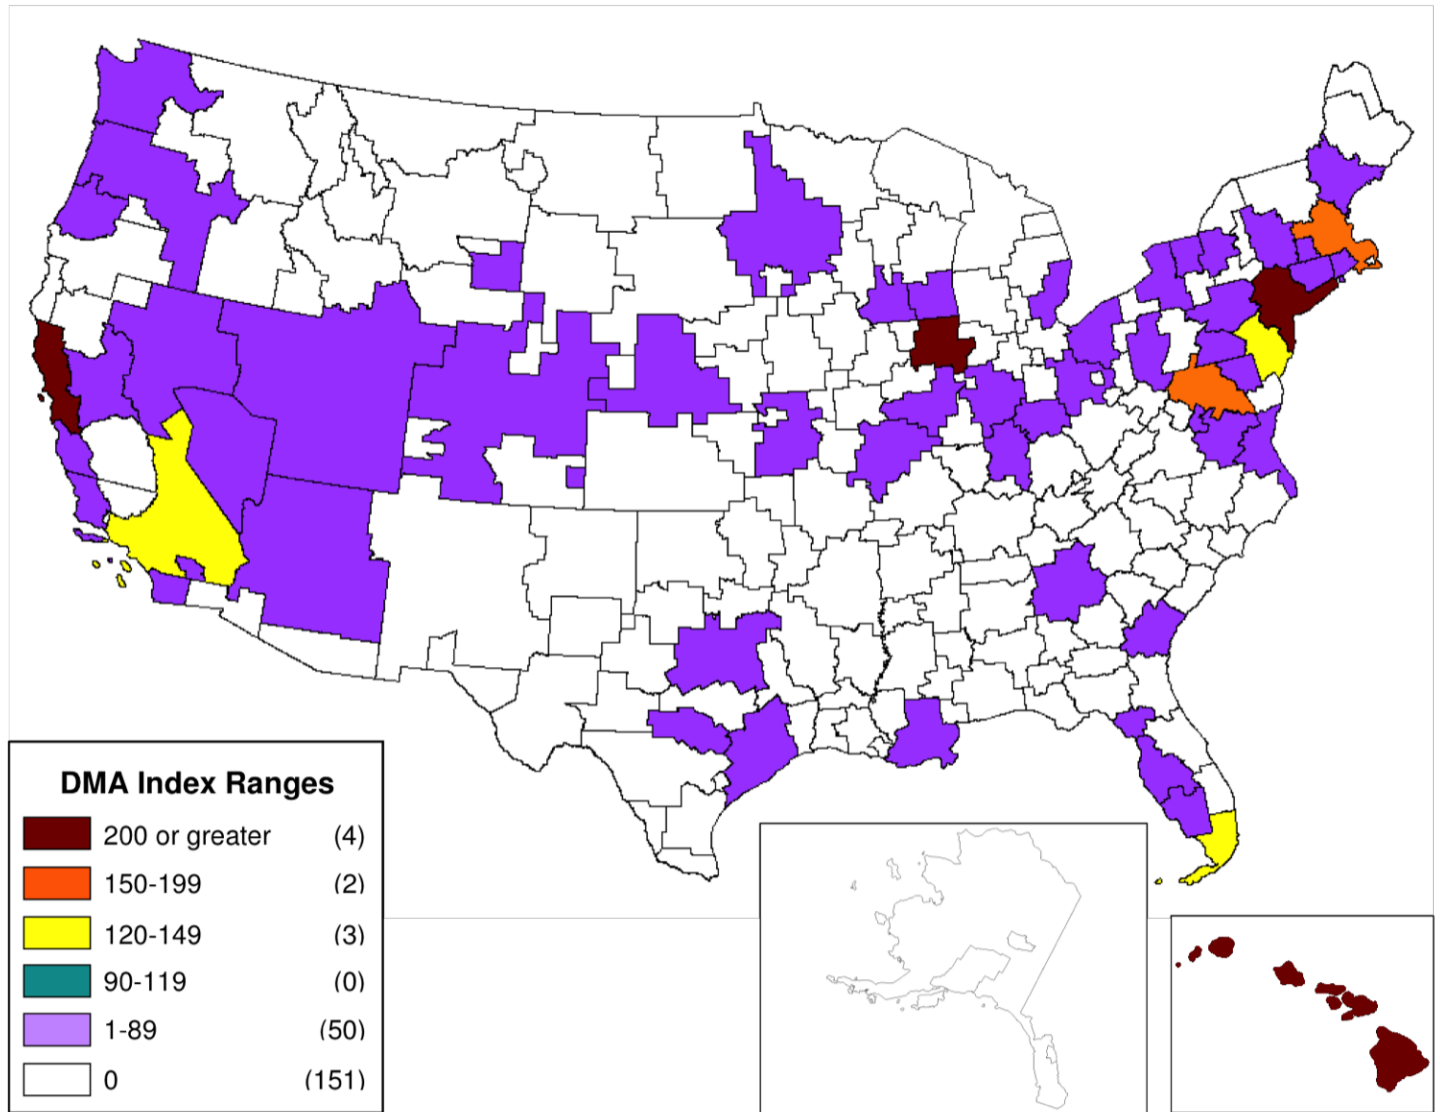 DMA Index Ranges
200 or greater (4)
150-199 (2)
120-149 (3)
90-119 (0)
1-89 (50)
0 (151)